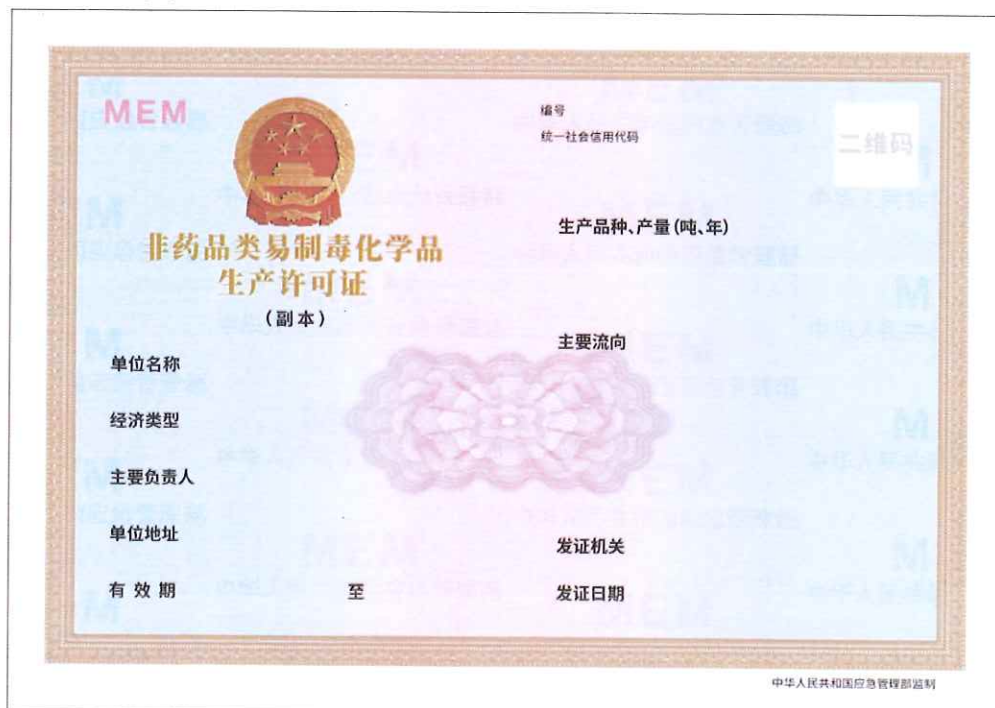 MEM
非药品类易制毒化学品
生产许可证
(副本)
单位名称
经济类型
主要负责人
单位地址
有 效 期 至
编号
统一社会信用代码
二维码
生产品种、产量(吨、年)
主要流向
发证机关
发证日期
中华人民共和国应急管理部监制